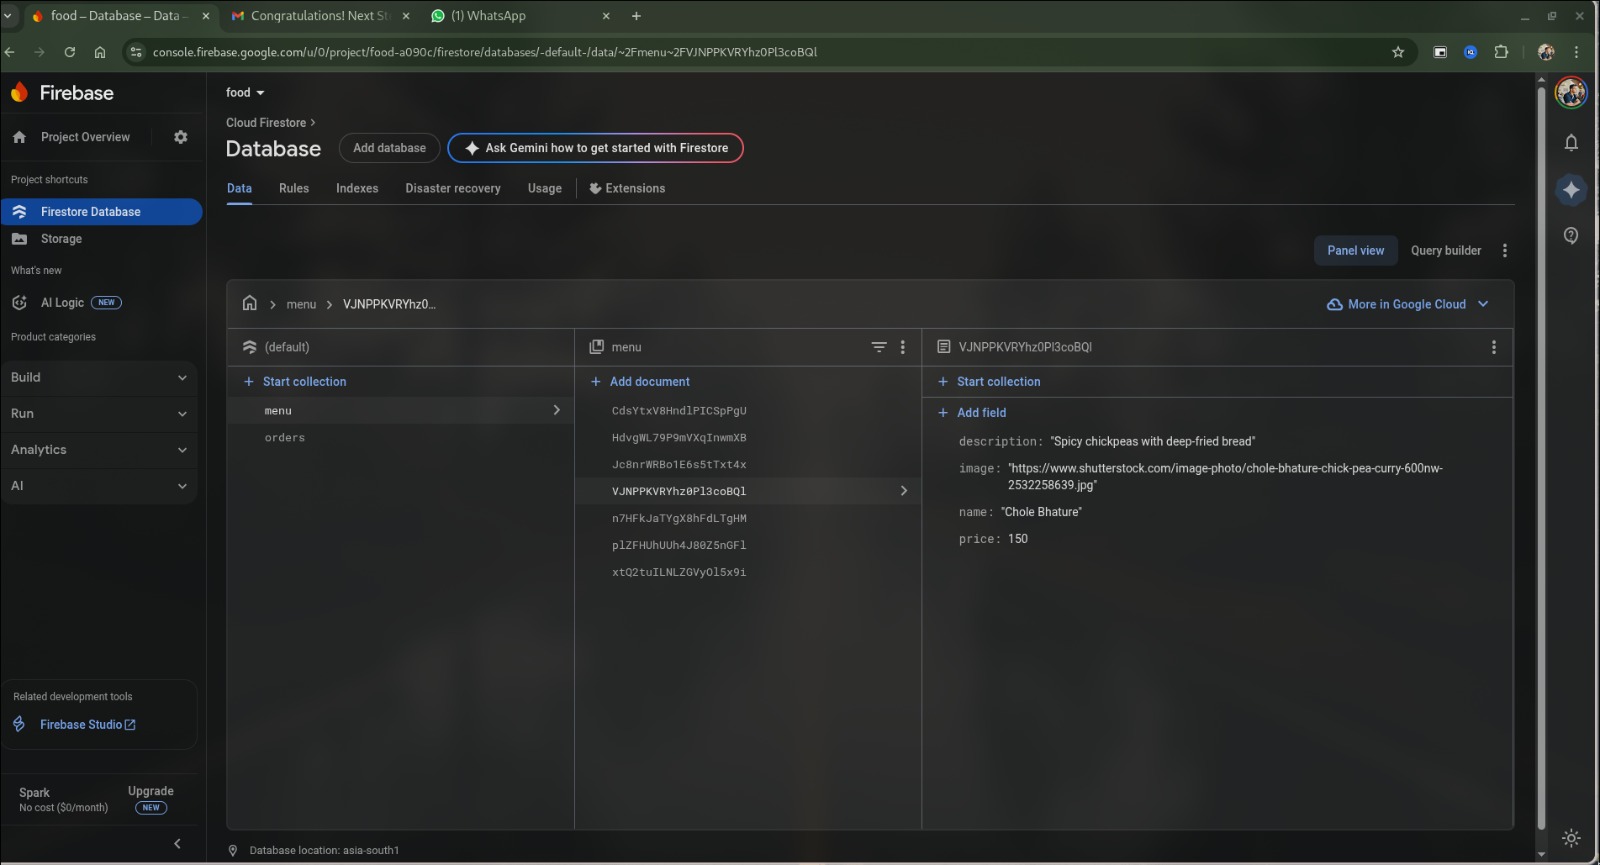 food – Database – Data –
Congratulations! Next St
(1) WhatsApp
console.firebase.google.com/u/0/project/food-a090c/firestore/databases/-default-/data/~2Fmenu~2FVJNPPKVRYhz0Pl3coBQl
Firebase
food
Project Overview
Cloud Firestore
Database
Add database
Ask Gemini how to get started with Firestore
Project shortcuts
Data
Rules
Indexes
Disaster recovery
Usage
Extensions
Firestore Database
Storage
What's new
Panel view
Query builder
AI Logic
NEW
menu
VJNPPKVRYhz0...
More in Google Cloud
Product categories
(default)
menu
VJNPPKVRYhz0Pl3coBQl
Build
Start collection
Add document
Start collection
Run
menu
CdsYtxV8HndlPICSpPgU
Add field
orders
HdvgWL79P9mVXqInwmXB
description: "Spicy chickpeas with deep-fried bread"
Analytics
Jc8nrWRBo1E6s5tTxt4x
image: "https://www.shutterstock.com/image-photo/chole-bhature-chick-pea-curry-600nw-
2532258639.jpg"
AI
VJNPPKVRYhz0Pl3coBQl
name: "Chole Bhature"
n7HFkJaTYgX8hFdLTgHM
price: 150
plZFHUhUUh4J80Z5nGFl
xtQ2tuILNLZGVyOl5x9i
Related development tools
Firebase Studio
Spark
No cost ($0/month)
Upgrade
NEW
Database location: asia-south1